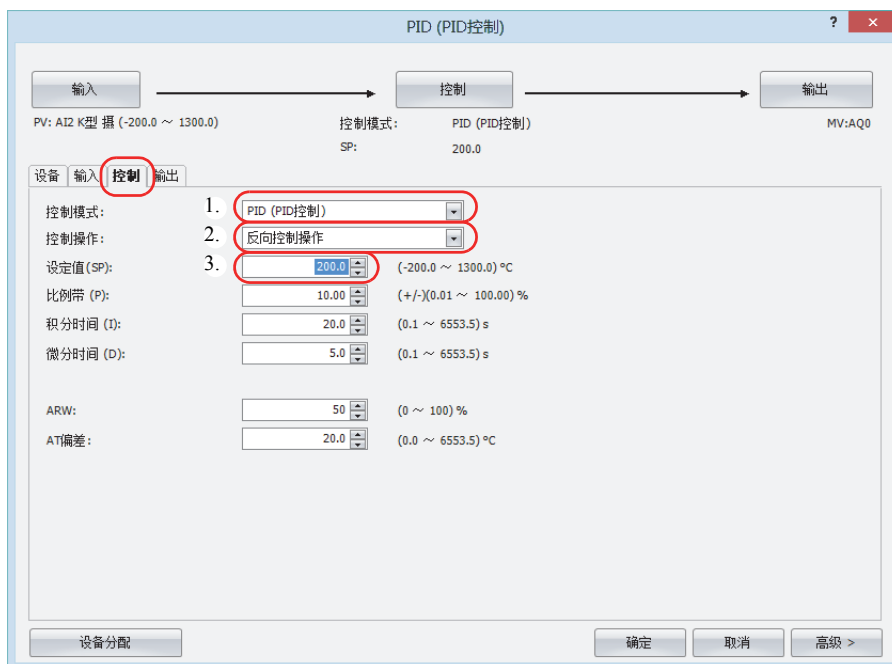 PID (PID控制)
? ×
输入 控制 输出
PV: AI2 K型 摄 (-200.0 ～ 1300.0) 控制模式: PID (PID控制) MV:AQ0
SP: 200.0
设备 输入 控制 输出
控制模式: 1. PID (PID控制)
控制操作: 2. 反向控制操作
设定值(SP): 3. 200.0 (-200.0 ～ 1300.0) ºC
比例带 (P): 10.00 (+/-)(0.01 ～ 100.00) %
积分时间 (I): 20.0 (0.1 ～ 6553.5) s
微分时间 (D): 5.0 (0.1 ～ 6553.5) s
ARW: 50 (0 ～ 100) %
AT偏差: 20.0 (0.0 ～ 6553.5) ºC
设备分配 确定 取消 高级 >